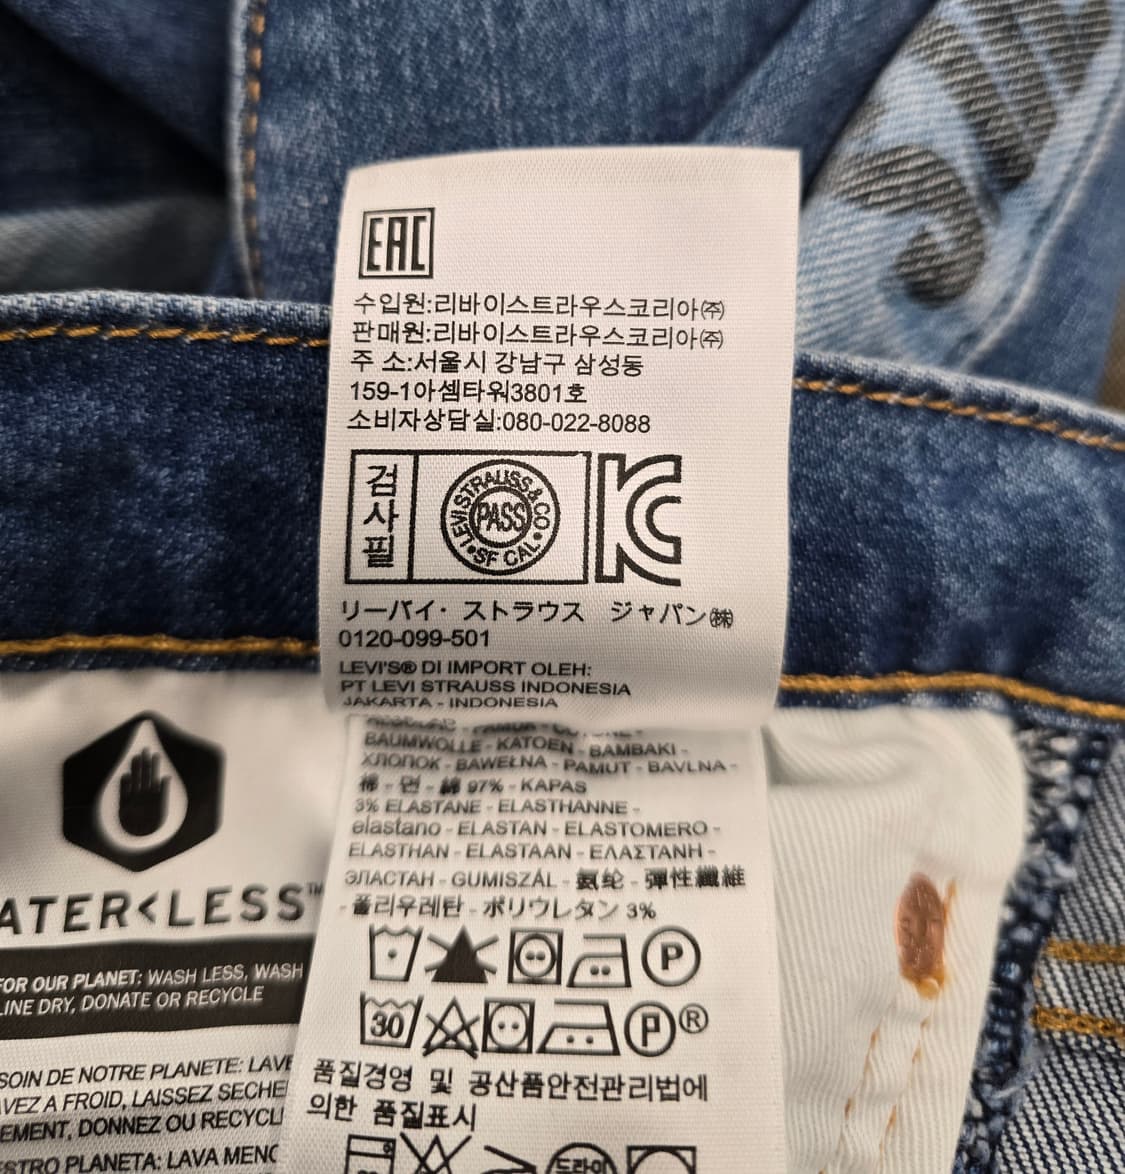 EAC
수입원:리바이스트라우스코리아㈜
판매원:리바이스트라우스코리아㈜
주 소:서울시 강남구 삼성동
159-1아셈타워3801호
소비자상담실:080-022-8088
검사필
LEVI STRAUSS & CO
PASS
SF CAL
リーバイ・ストラウス ジャパン㈱
0120-099-501
LEVI'S® DI IMPORT OLEH:
PT LEVI STRAUSS INDONESIA
JAKARTA - INDONESIA
BAUMWOLLE - KATOEN - BAMBAKI -
ХЛОПОК - BAWEŁNA - PAMUT - BAVLNA -
棉 - 면 - 綿 97% - KAPAS
3% ELASTANE - ELASTHANNE -
elastano - ELASTAN - ELASTOMERO -
ELASTHAN - ELASTAAN - ΕΛΑΣΤΑΝΗ -
ЭЛАСТАН - GUMISZÁL - 氨纶 - 彈性纖維
- 폴리우레탄 - ポリウレタン 3%
P
30
P ®
품질경영 및 공산품안전관리법에
의한 품질표시
드라이
ATER<LESS™
FOR OUR PLANET: WASH LESS, WASH
LINE DRY, DONATE OR RECYCLE
SOIN DE NOTRE PLANETE: LAVE
VEZ A FROID, LAISSEZ SECHE
EMENT, DONNEZ OU RECYCL
STRO PLANETA: LAVA MENO